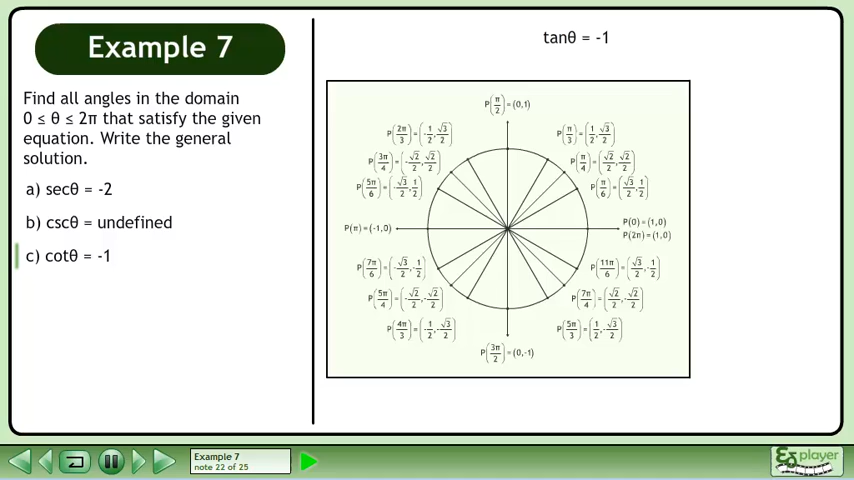 Example 7
Find all angles in the domain
0 ≤ θ ≤ 2π that satisfy the given
equation. Write the general
solution.
a) secθ = -2
b) cscθ = undefined
c) cotθ = -1
tanθ = -1
P(π/2) = (0,1)
P(2π/3) = (-1/2, √3/2)
P(π/3) = (1/2, √3/2)
P(3π/4) = (-√2/2, √2/2)
P(π/4) = (√2/2, √2/2)
P(5π/6) = (-√3/2, 1/2)
P(π/6) = (√3/2, 1/2)
P(π) = (-1,0)
P(0) = (1,0)
P(2π) = (1,0)
P(7π/6) = (-√3/2, -1/2)
P(11π/6) = (√3/2, -1/2)
P(5π/4) = (-√2/2, -√2/2)
P(7π/4) = (√2/2, -√2/2)
P(4π/3) = (-1/2, -√3/2)
P(5π/3) = (1/2, -√3/2)
P(3π/2) = (0,-1)
Example 7
note 22 of 25
player